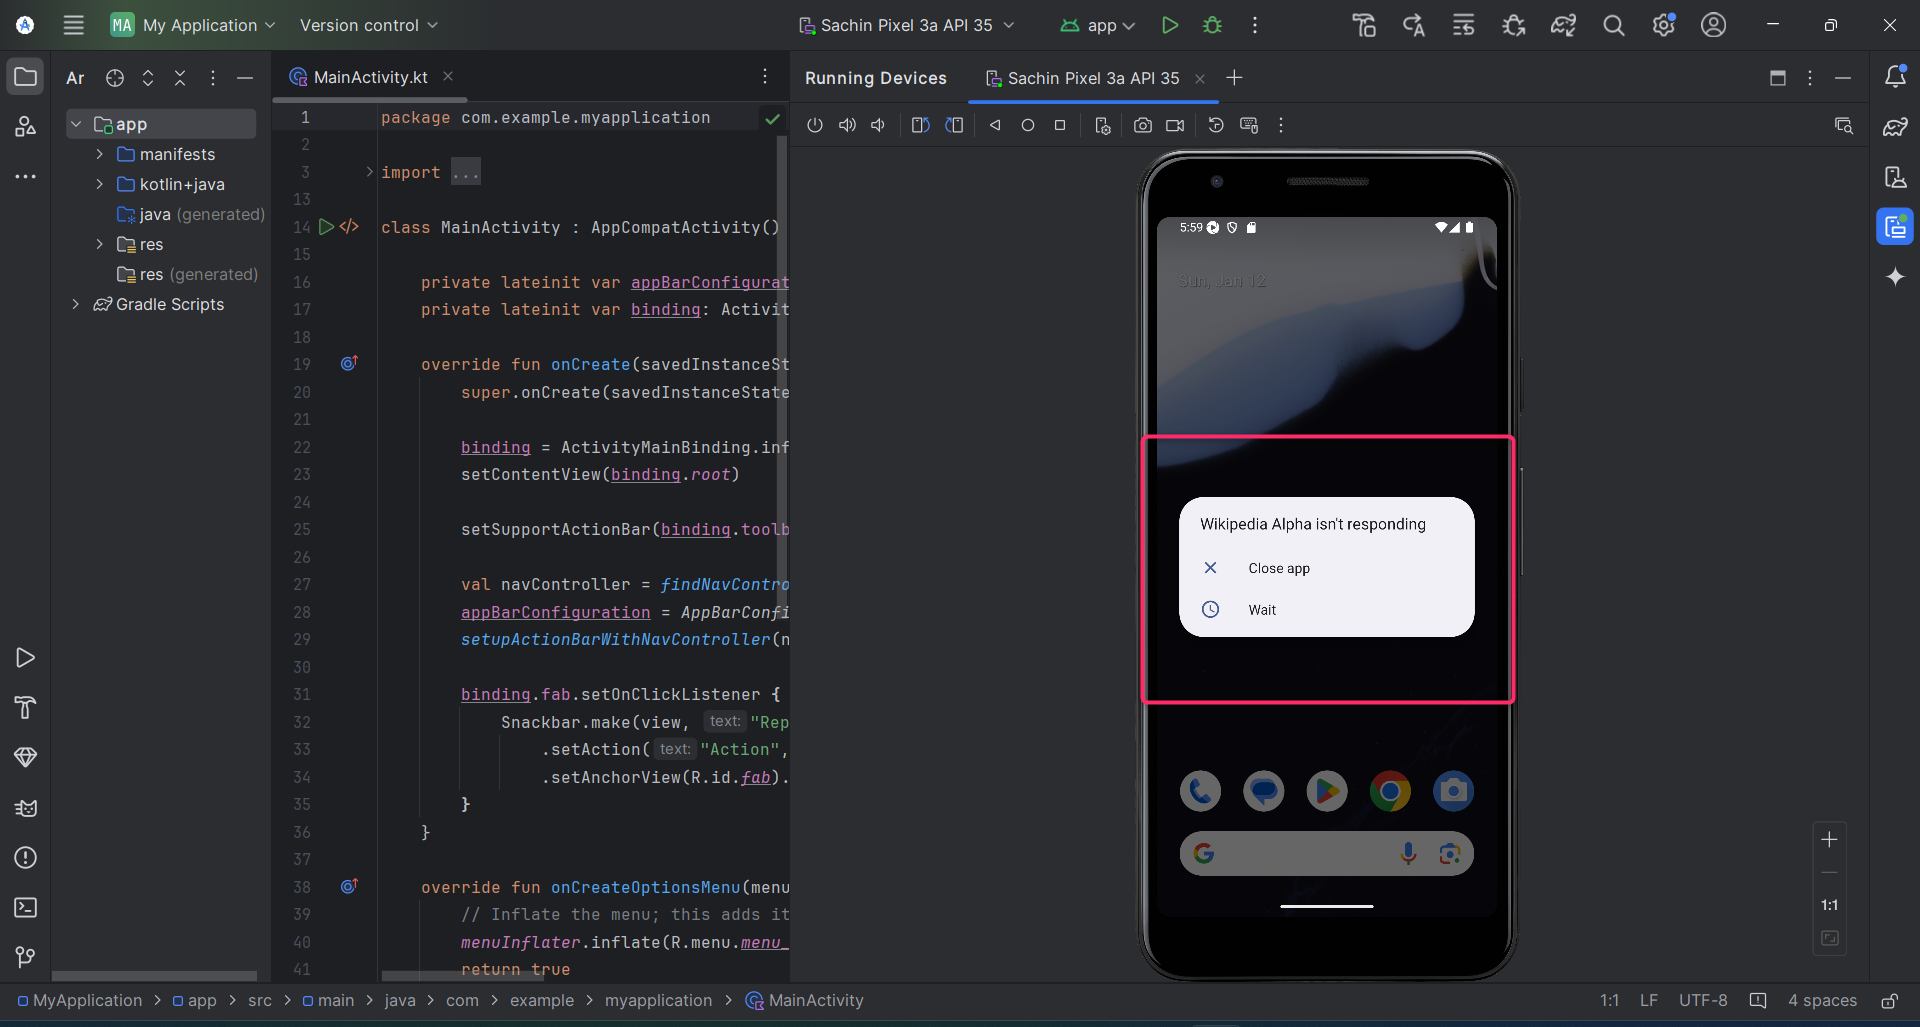 MA My Application
Version control
Sachin Pixel 3a API 35
app
Ar
app
manifests
kotlin+java
java (generated)
res
res (generated)
Gradle Scripts
MainActivity.kt
1 package com.example.myapplication
2
3 import ...
13
14 class MainActivity : AppCompatActivity()
15
16 private lateinit var appBarConfigurat
17 private lateinit var binding: Activit
18
19 override fun onCreate(savedInstanceSt
20 super.onCreate(savedInstanceState
21
22 binding = ActivityMainBinding.inf
23 setContentView(binding.root)
24
25 setSupportActionBar(binding.toolb
26
27 val navController = findNavContro
28 appBarConfiguration = AppBarConfi
29 setupActionBarWithNavController(n
30
31 binding.fab.setOnClickListener {
32 Snackbar.make(view, text: "Rep
33 .setAction( text: "Action",
34 .setAnchorView(R.id.fab).
35 }
36 }
37
38 override fun onCreateOptionsMenu(menu
39 // Inflate the menu; this adds it
40 menuInflater.inflate(R.menu.menu_
41 return true
Running Devices
Sachin Pixel 3a API 35
5:59
Sun, Jan 12
Wikipedia Alpha isn't responding
Close app
Wait
1:1
MyApplication > app > src > main > java > com > example > myapplication > MainActivity
1:1 LF UTF-8 4 spaces